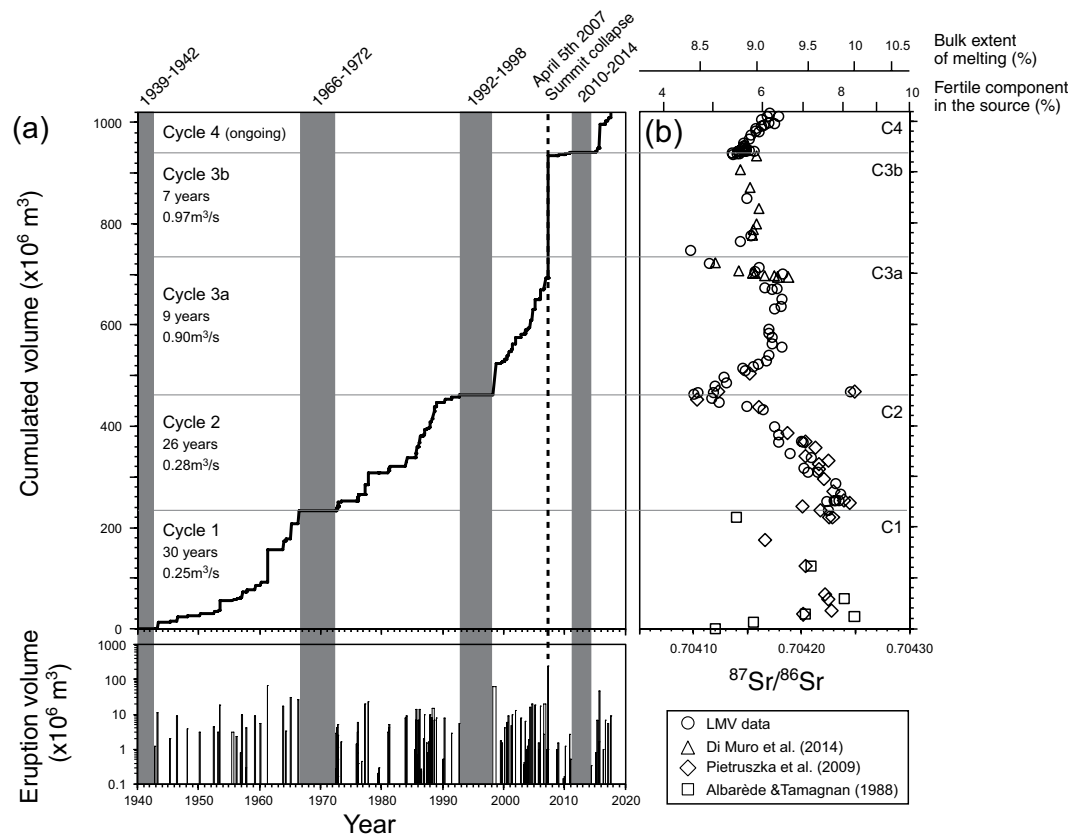 1939-1942
1966-1972
1992-1998
April 5th 2007
Summit collapse
2010-2014
(a)
Cumulated volume (x10⁶ m³)
1000
800
600
400
200
0
Cycle 4 (ongoing)
Cycle 3b
7 years
0.97m³/s
Cycle 3a
9 years
0.90m³/s
Cycle 2
26 years
0.28m³/s
Cycle 1
30 years
0.25m³/s
Eruption volume
(x10⁶ m³)
1000
100
10
1
0.1
1940 1950 1960 1970 1980 1990 2000 2010 2020
Year
8.5 9.0 9.5 10 10.5
Bulk extent
of melting (%)
4 6 8 10
Fertile component
in the source (%)
(b)
C4
C3b
C3a
C2
C1
0.70410 0.70420 0.70430
⁸⁷Sr/⁸⁶Sr
LMV data
Di Muro et al. (2014)
Pietruszka et al. (2009)
Albarède &Tamagnan (1988)